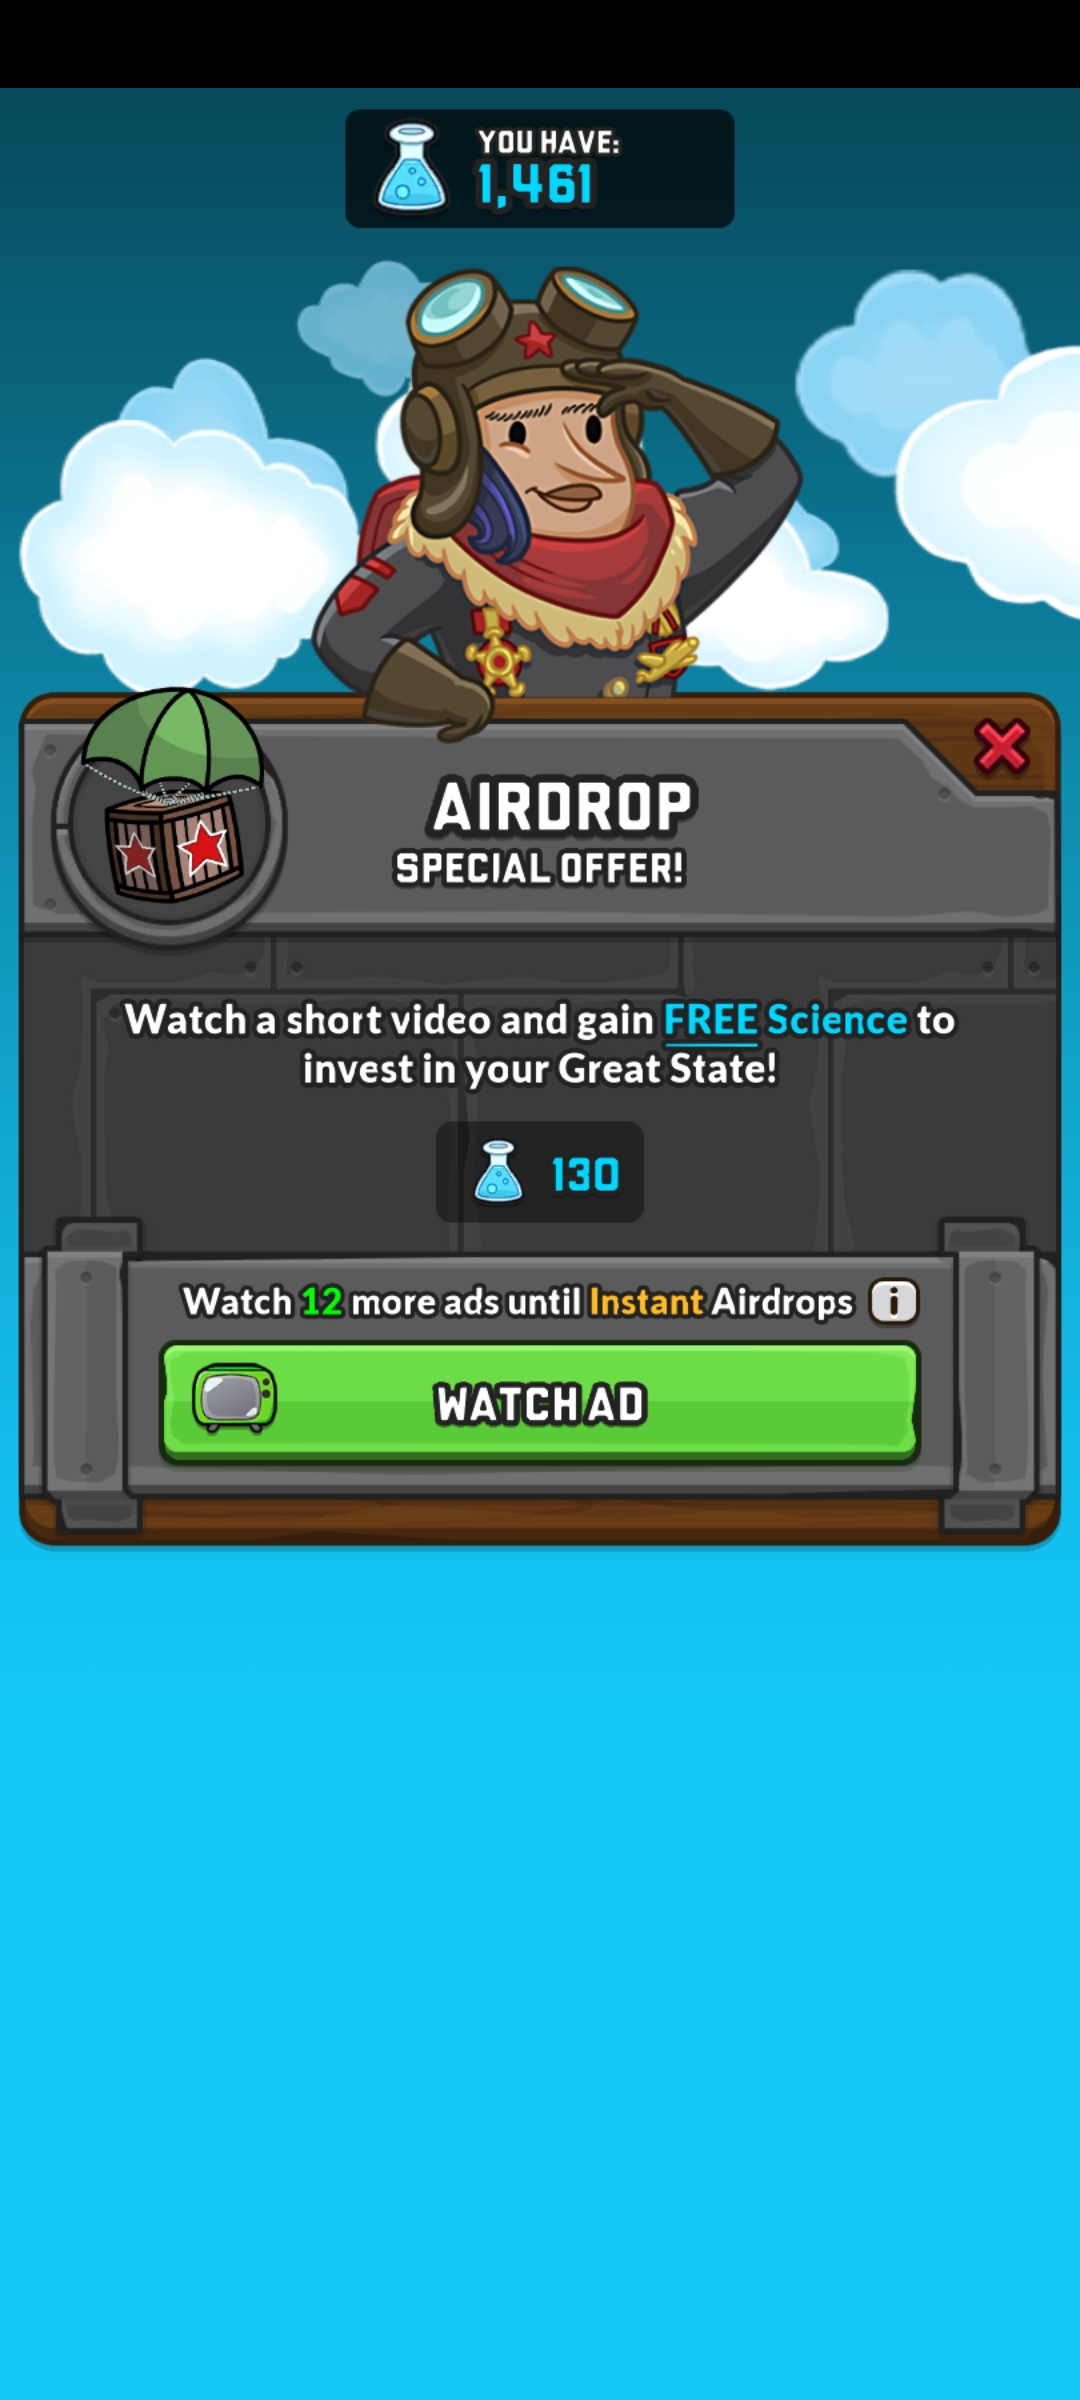 YOU HAVE:
1,461
AIRDROP
SPECIAL OFFER!
Watch a short video and gain FREE Science to
invest in your Great State!
130
Watch 12 more ads until Instant Airdrops i
WATCH AD